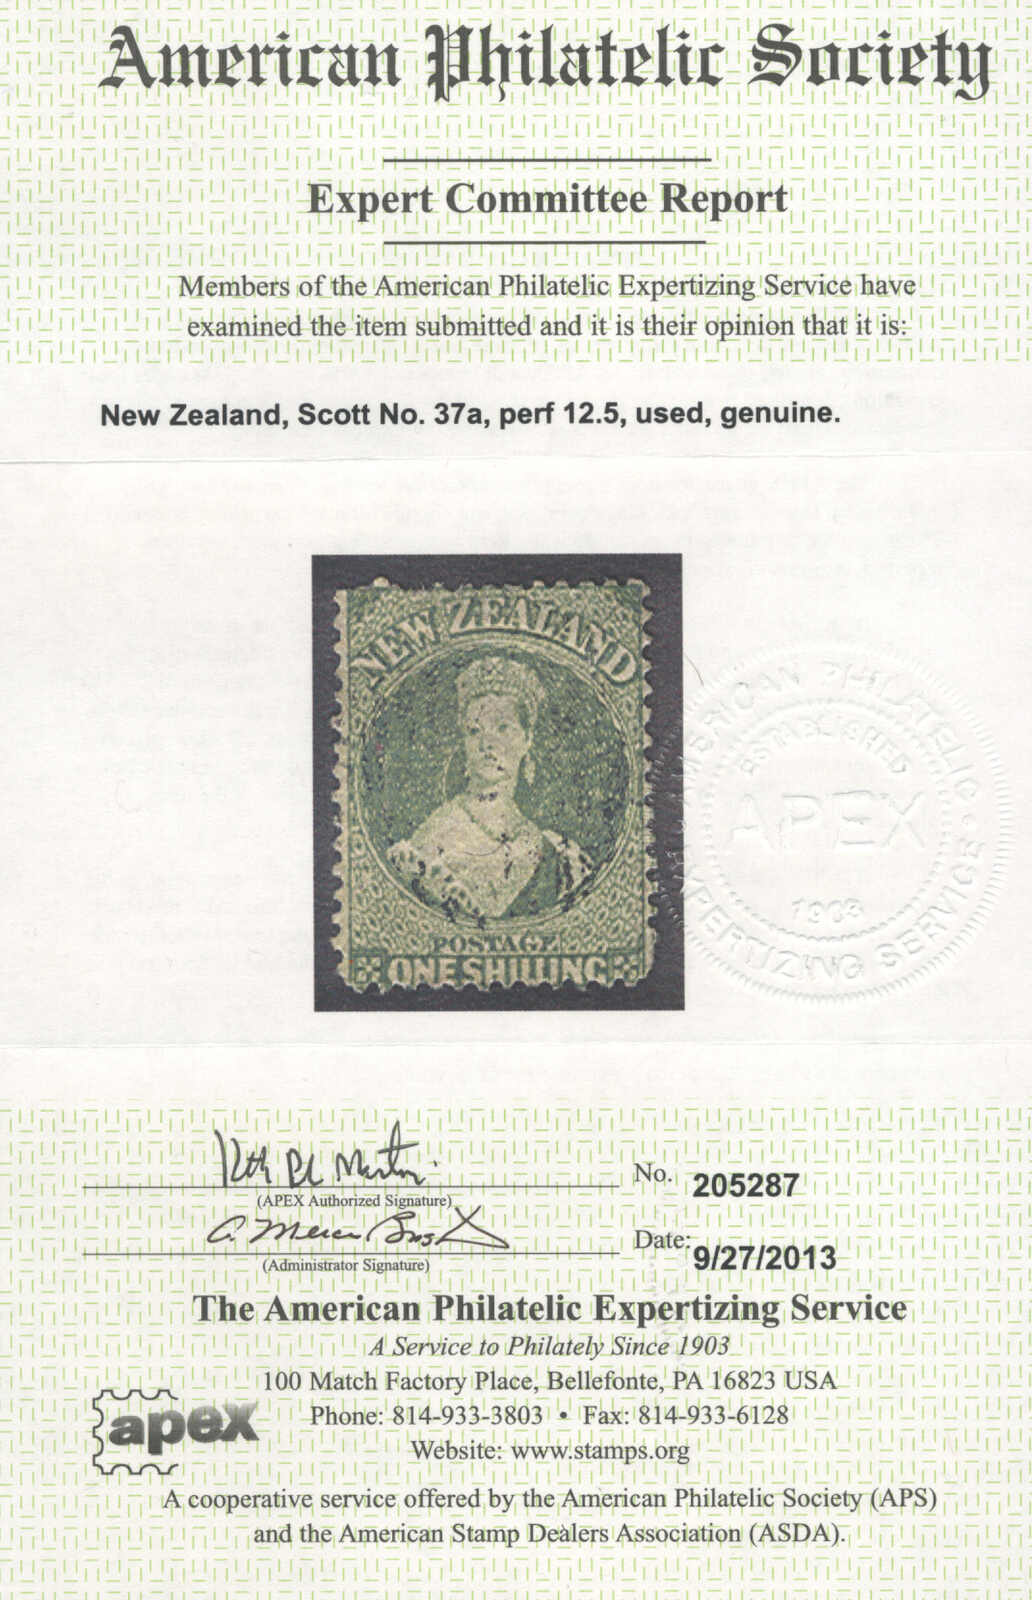 American Philatelic Society
Expert Committee Report
Members of the American Philatelic Expertizing Service have
examined the item submitted and it is their opinion that it is:
New Zealand, Scott No. 37a, perf 12.5, used, genuine.
NEW ZEALAND
POSTAGE
ONE SHILLING
AMERICAN PHILATELIC EXPERTIZING SERVICE
ESTABLISHED
APEX
1903
(APEX Authorized Signature)
No. 205287
(Administrator Signature)
Date: 9/27/2013
The American Philatelic Expertizing Service
A Service to Philately Since 1903
100 Match Factory Place, Bellefonte, PA 16823 USA
apex
Phone: 814-933-3803 • Fax: 814-933-6128
Website: www.stamps.org
A cooperative service offered by the American Philatelic Society (APS)
and the American Stamp Dealers Association (ASDA).